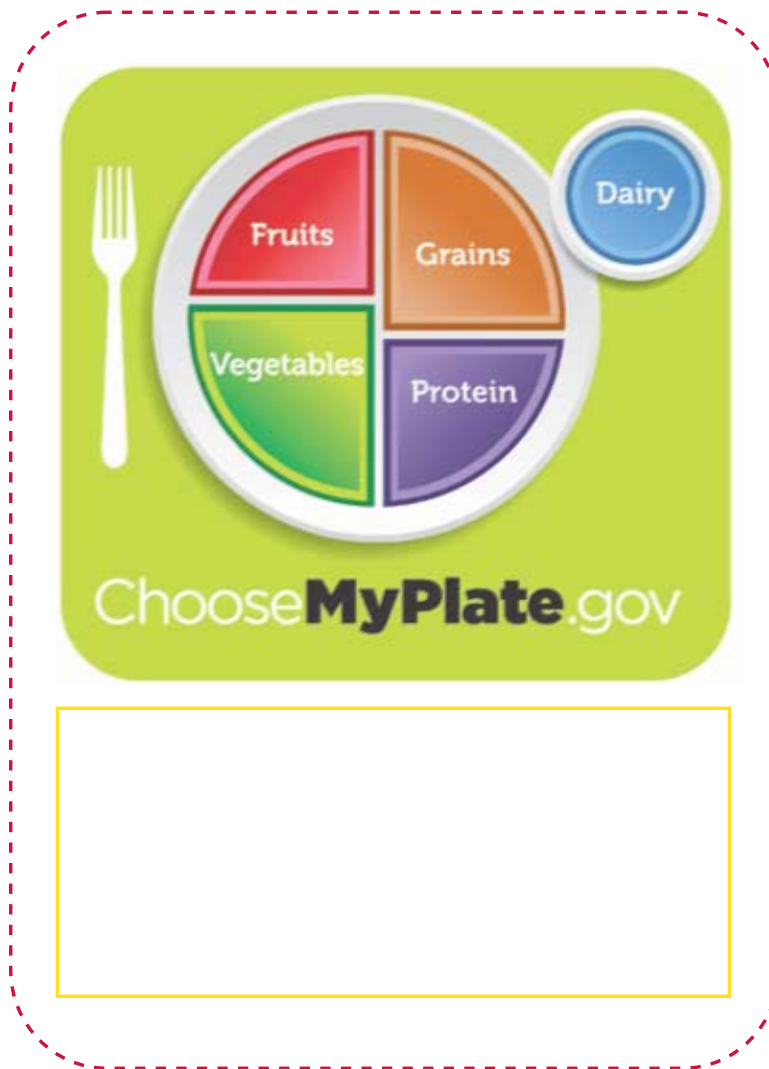 Fruits
Grains
Dairy
Vegetables
Protein
ChooseMyPlate.gov